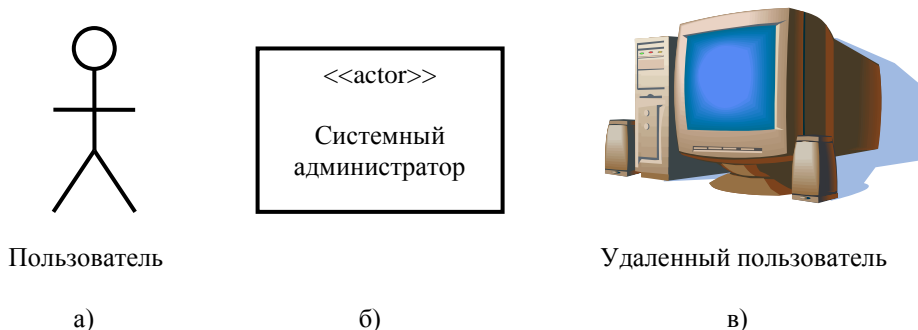 <<actor>>
Системный
администратор
Пользователь
Удаленный пользователь
а)
б)
в)